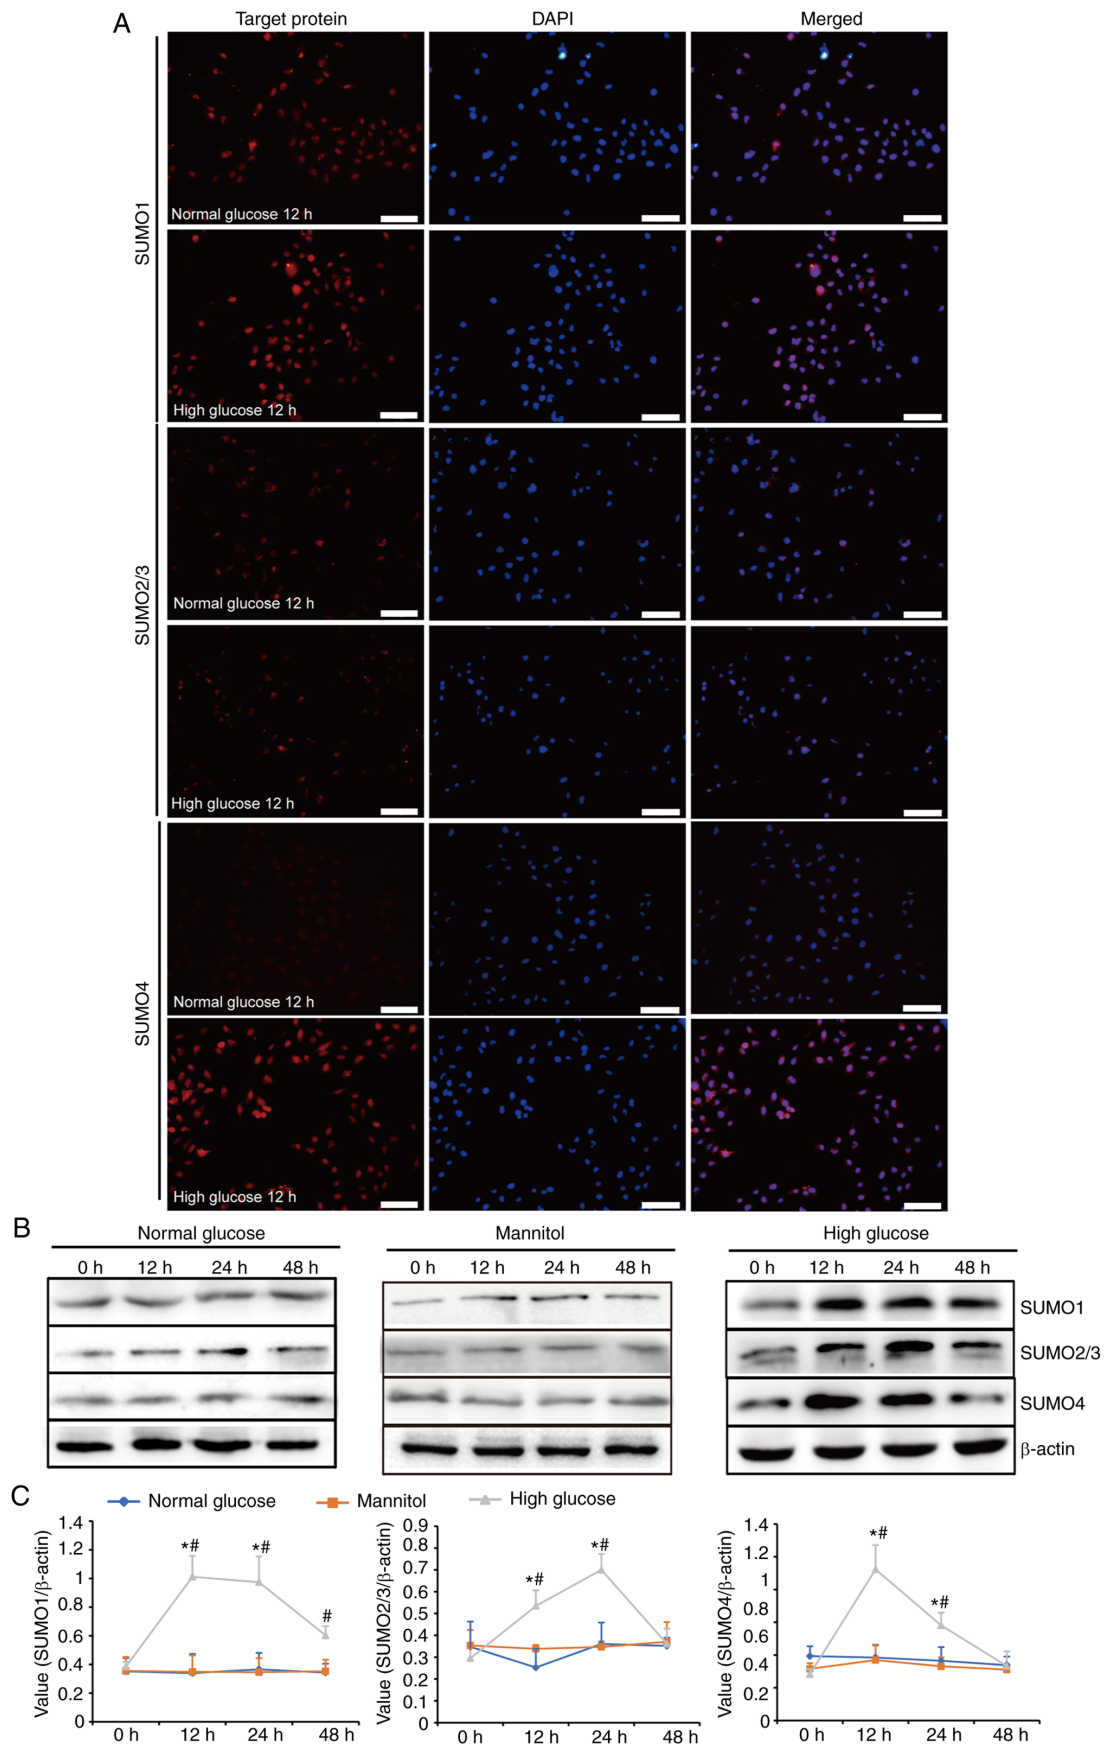 A
Target protein DAPI Merged
SUMO1
Normal glucose 12 h
High glucose 12 h
SUMO2/3
Normal glucose 12 h
High glucose 12 h
SUMO4
Normal glucose 12 h
High glucose 12 h
B
Normal glucose Mannitol High glucose
0 h 12 h 24 h 48 h 0 h 12 h 24 h 48 h 0 h 12 h 24 h 48 h
SUMO1
SUMO2/3
SUMO4
β-actin
C
Normal glucose Mannitol High glucose
Value (SUMO1/β-actin)
1.4
1.2
1
0.8
0.6
0.4
0.2
0
*#
*#
#
0 h 12 h 24 h 48 h
Value (SUMO2/3/β-actin)
0.9
0.8
0.7
0.6
0.5
0.4
0.3
0.2
0.1
0
*#
*#
0 h 12 h 24 h 48 h
Value (SUMO4/β-actin)
1.4
1.2
1
0.8
0.6
0.4
0.2
0
*#
*#
0 h 12 h 24 h 48 h